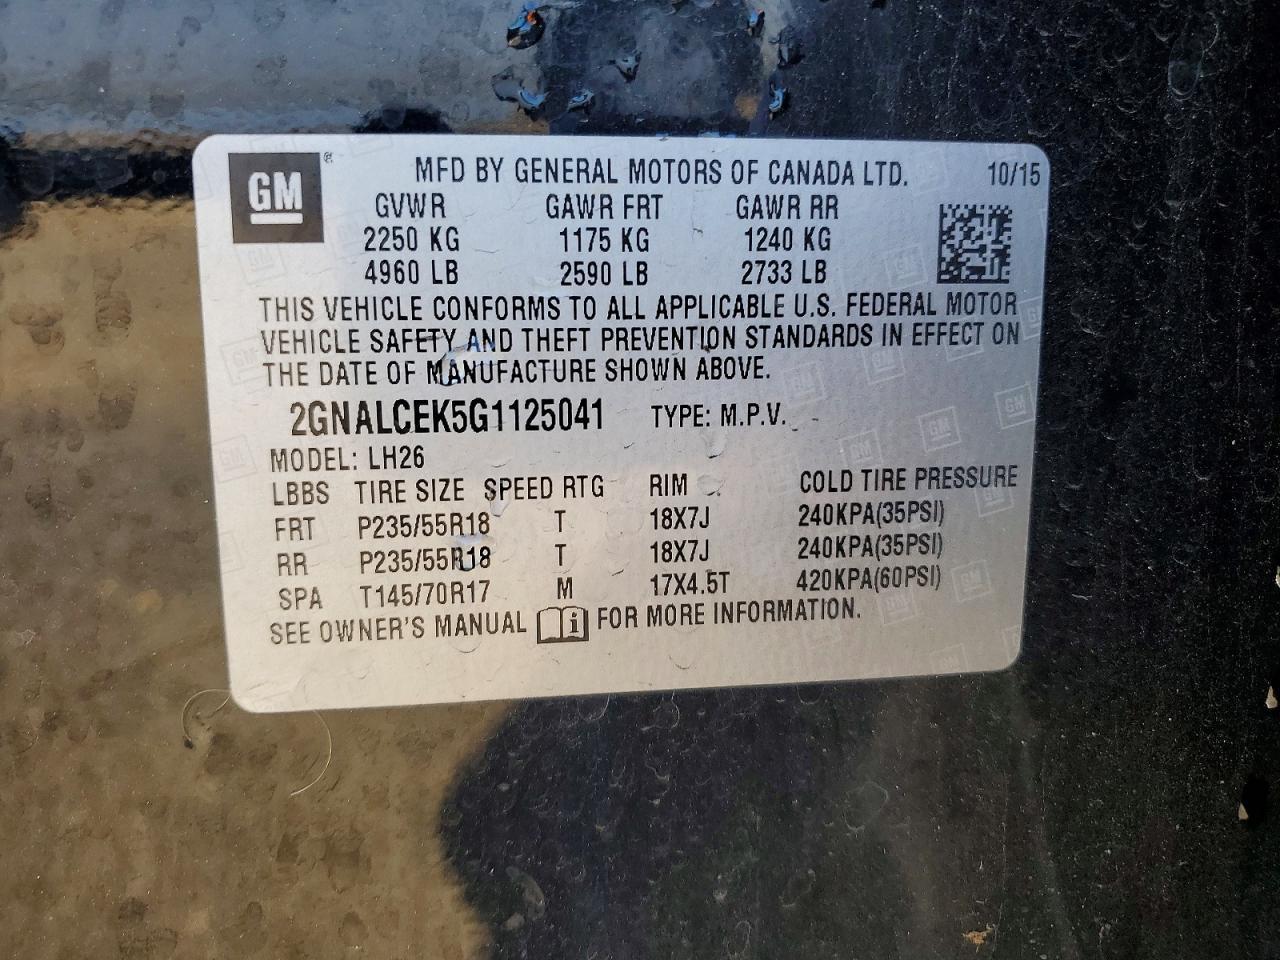 GM ® MFD BY GENERAL MOTORS OF CANADA LTD. 10/15
GVWR GAWR FRT GAWR RR
2250 KG 1175 KG 1240 KG
4960 LB 2590 LB 2733 LB
THIS VEHICLE CONFORMS TO ALL APPLICABLE U.S. FEDERAL MOTOR
VEHICLE SAFETY AND THEFT PREVENTION STANDARDS IN EFFECT ON
THE DATE OF MANUFACTURE SHOWN ABOVE.
2GNALCEK5G1125041 TYPE: M.P.V.
MODEL: LH26
LBBS TIRE SIZE SPEED RTG RIM COLD TIRE PRESSURE
FRT P235/55R18 T 18X7J 240KPA(35PSI)
RR P235/55R18 T 18X7J 240KPA(35PSI)
SPA T145/70R17 M 17X4.5T 420KPA(60PSI)
SEE OWNER'S MANUAL i FOR MORE INFORMATION.